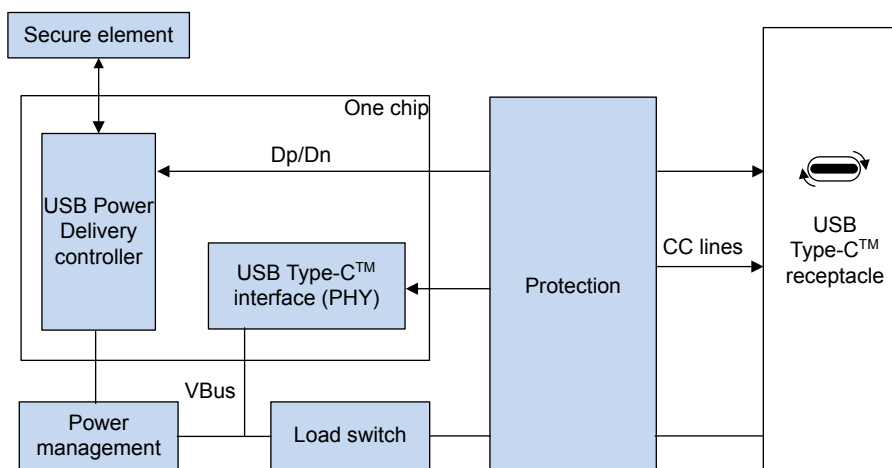 Secure element
One chip
Dp/Dn
USB Power
Delivery
controller
USB Type-C™
interface (PHY)
Protection
CC lines
USB
Type-C™
receptacle
VBus
Power
management
Load switch